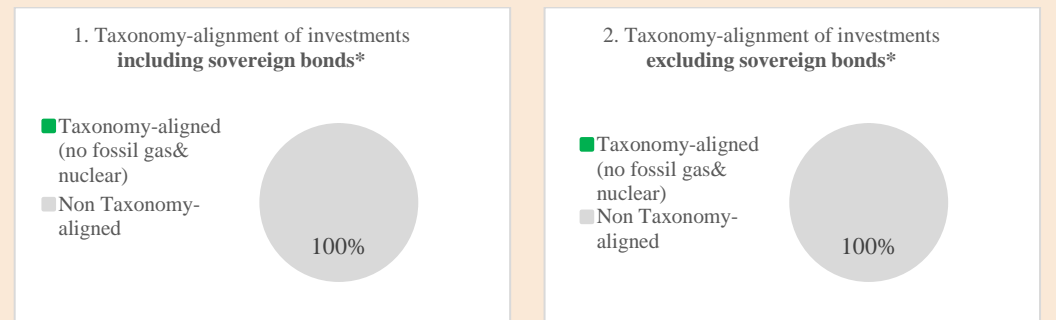 1. Taxonomy-alignment of investments
including sovereign bonds*
Taxonomy-aligned
(no fossil gas&
nuclear)
Non Taxonomy-
aligned
100%
2. Taxonomy-alignment of investments
excluding sovereign bonds*
Taxonomy-aligned
(no fossil gas&
nuclear)
Non Taxonomy-
aligned
100%